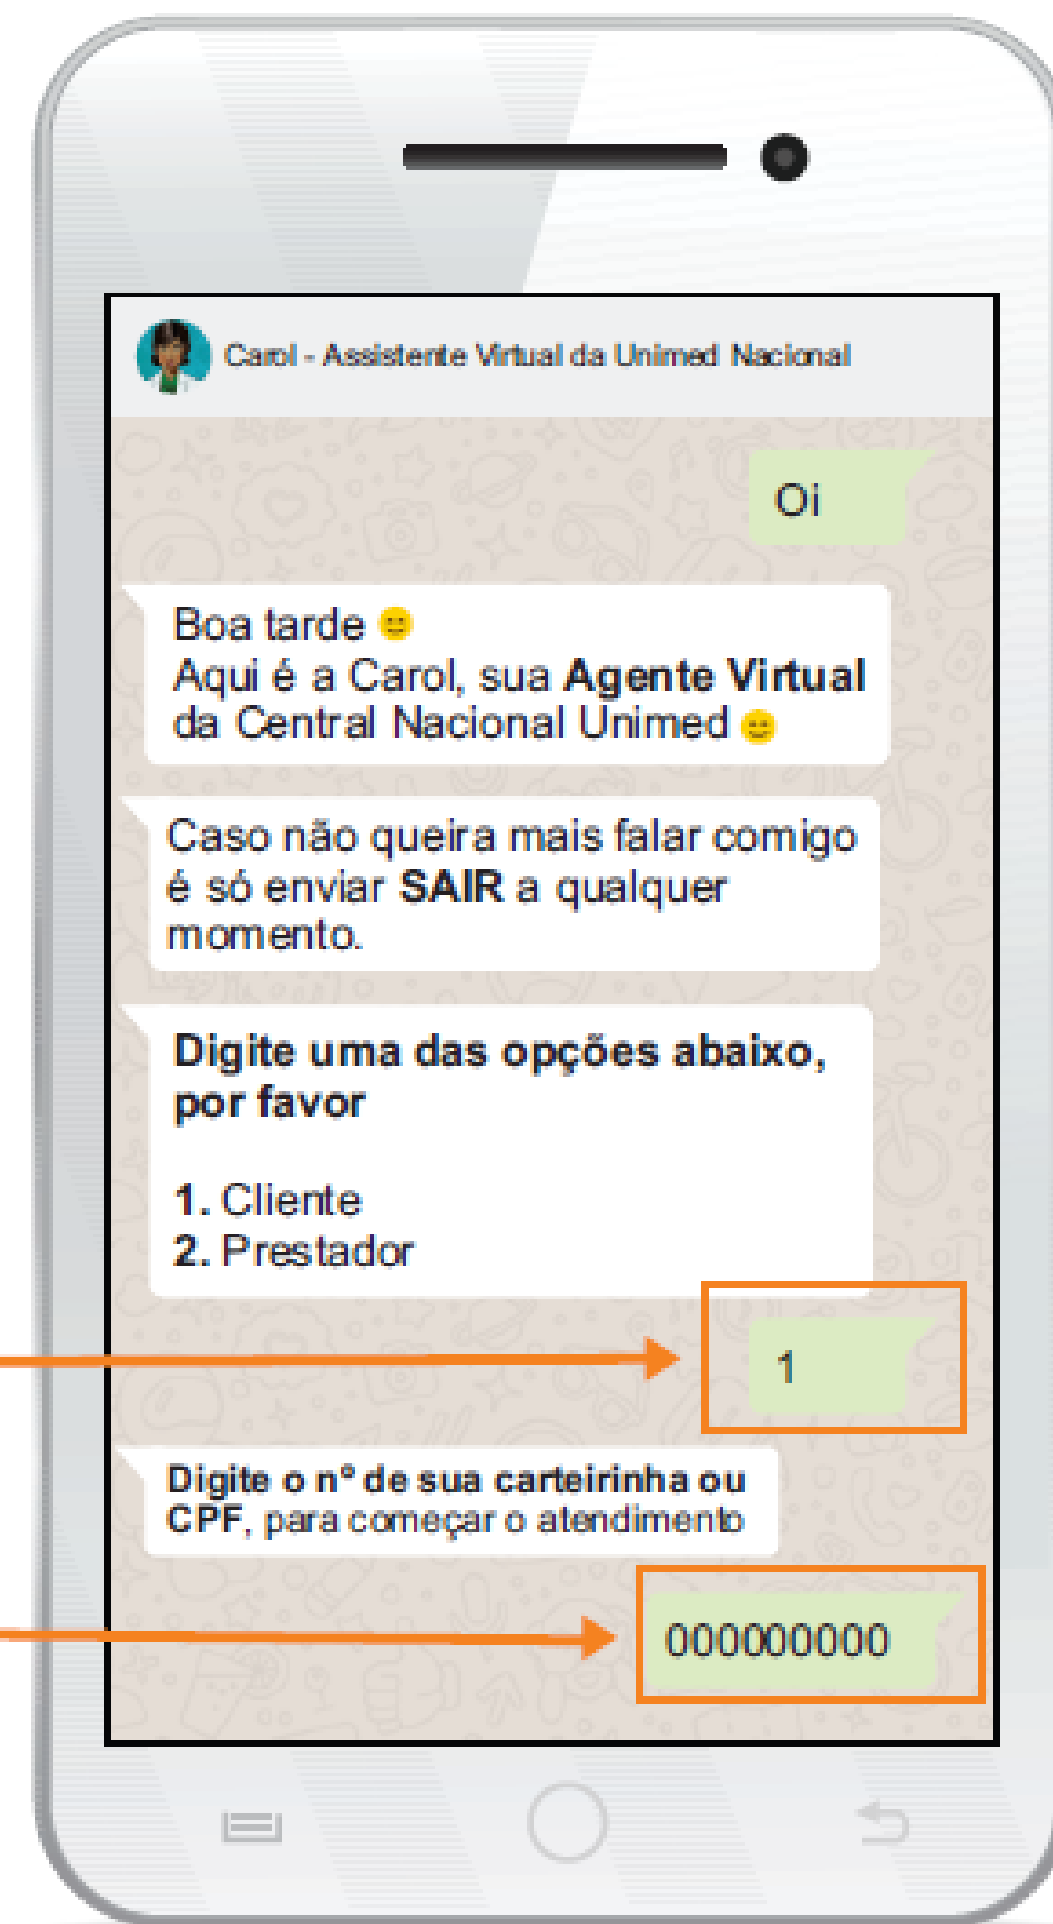 Carol - Assistente Virtual da Unimed Nacional
Oi
Boa tarde
Aqui é a Carol, sua Agente Virtual
da Central Nacional Unimed
Caso não queira mais falar comigo
é só enviar SAIR a qualquer
momento.
Digite uma das opções abaixo,
por favor
1. Cliente
2. Prestador
1
Digite o nº de sua carteirinha ou
CPF, para começar o atendimento
000000000